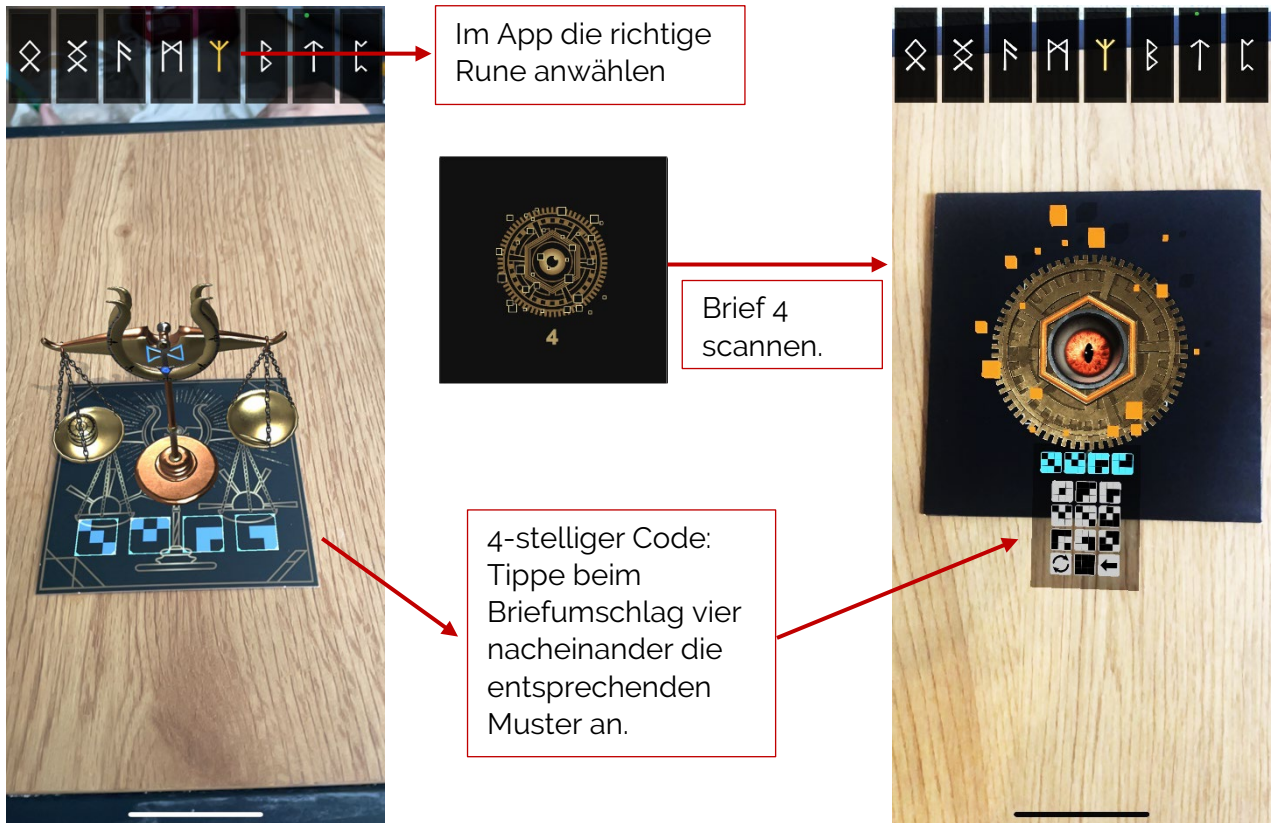 ᛟ ᛝ ᚨ ᛗ ᛉ ᛒ ᛏ ᛈ
Im App die richtige
Rune anwählen
ᛟ ᛝ ᚨ ᛗ ᛉ ᛒ ᛏ ᛈ
4
Brief 4
scannen.
4-stelliger Code:
Tippe beim
Briefumschlag vier
nacheinander die
entsprechenden
Muster an.